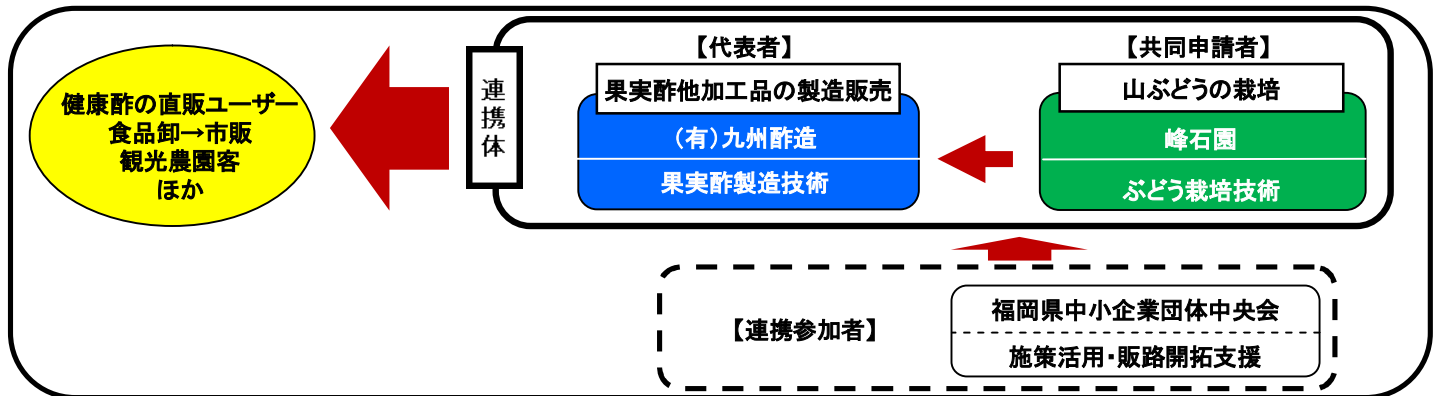 健康酢の直販ユーザー
食品卸→市販
観光農園客
ほか
連携体
【代表者】
果実酢他加工品の製造販売
（有）九州酢造
果実酢製造技術
【共同申請者】
山ぶどうの栽培
峰石園
ぶどう栽培技術
【連携参加者】
福岡県中小企業団体中央会
施策活用・販路開拓支援